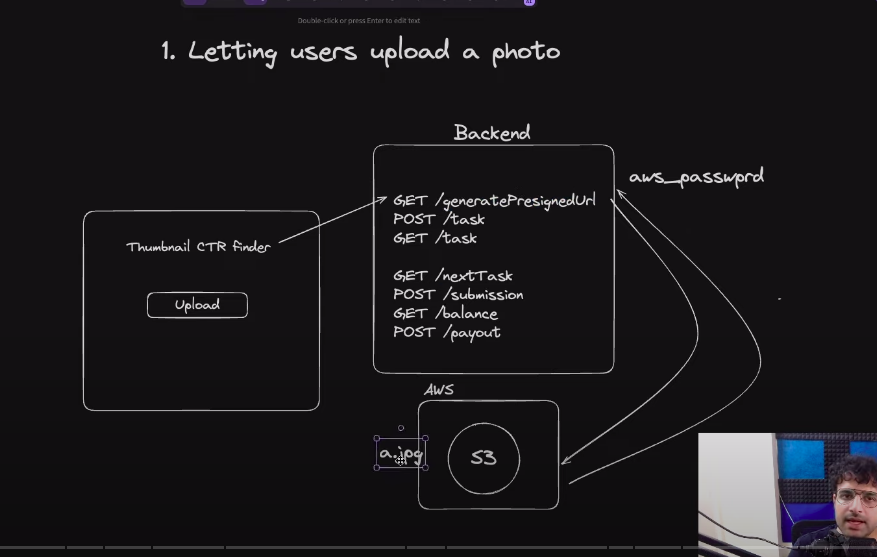 Double-click or press Enter to edit text
1. Letting users upload a photo
Backend
aws_passwprd
GET /generatePresignedUrl
POST /task
GET /task
Thumbnail CTR finder
GET /nextTask
POST /submission
GET /balance
POST /payout
Upload
AWS
a.jpg
S3